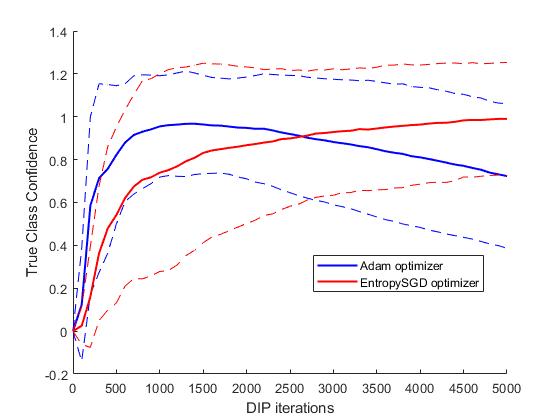 1.4
1.2
1
0.8
0.6
0.4
0.2
0
-0.2
True Class Confidence
Adam optimizer
EntropySGD optimizer
0 500 1000 1500 2000 2500 3000 3500 4000 4500 5000
DIP iterations